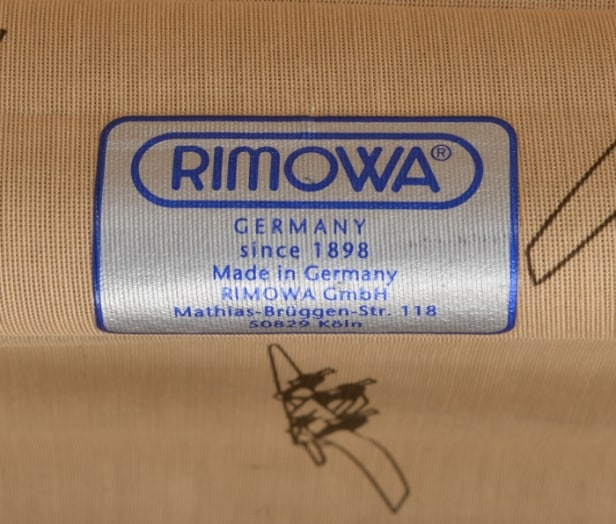 RIMOWA®
GERMANY
since 1898
Made in Germany
RIMOWA GmbH
Mathias-Brüggen-Str. 118
50829 Köln